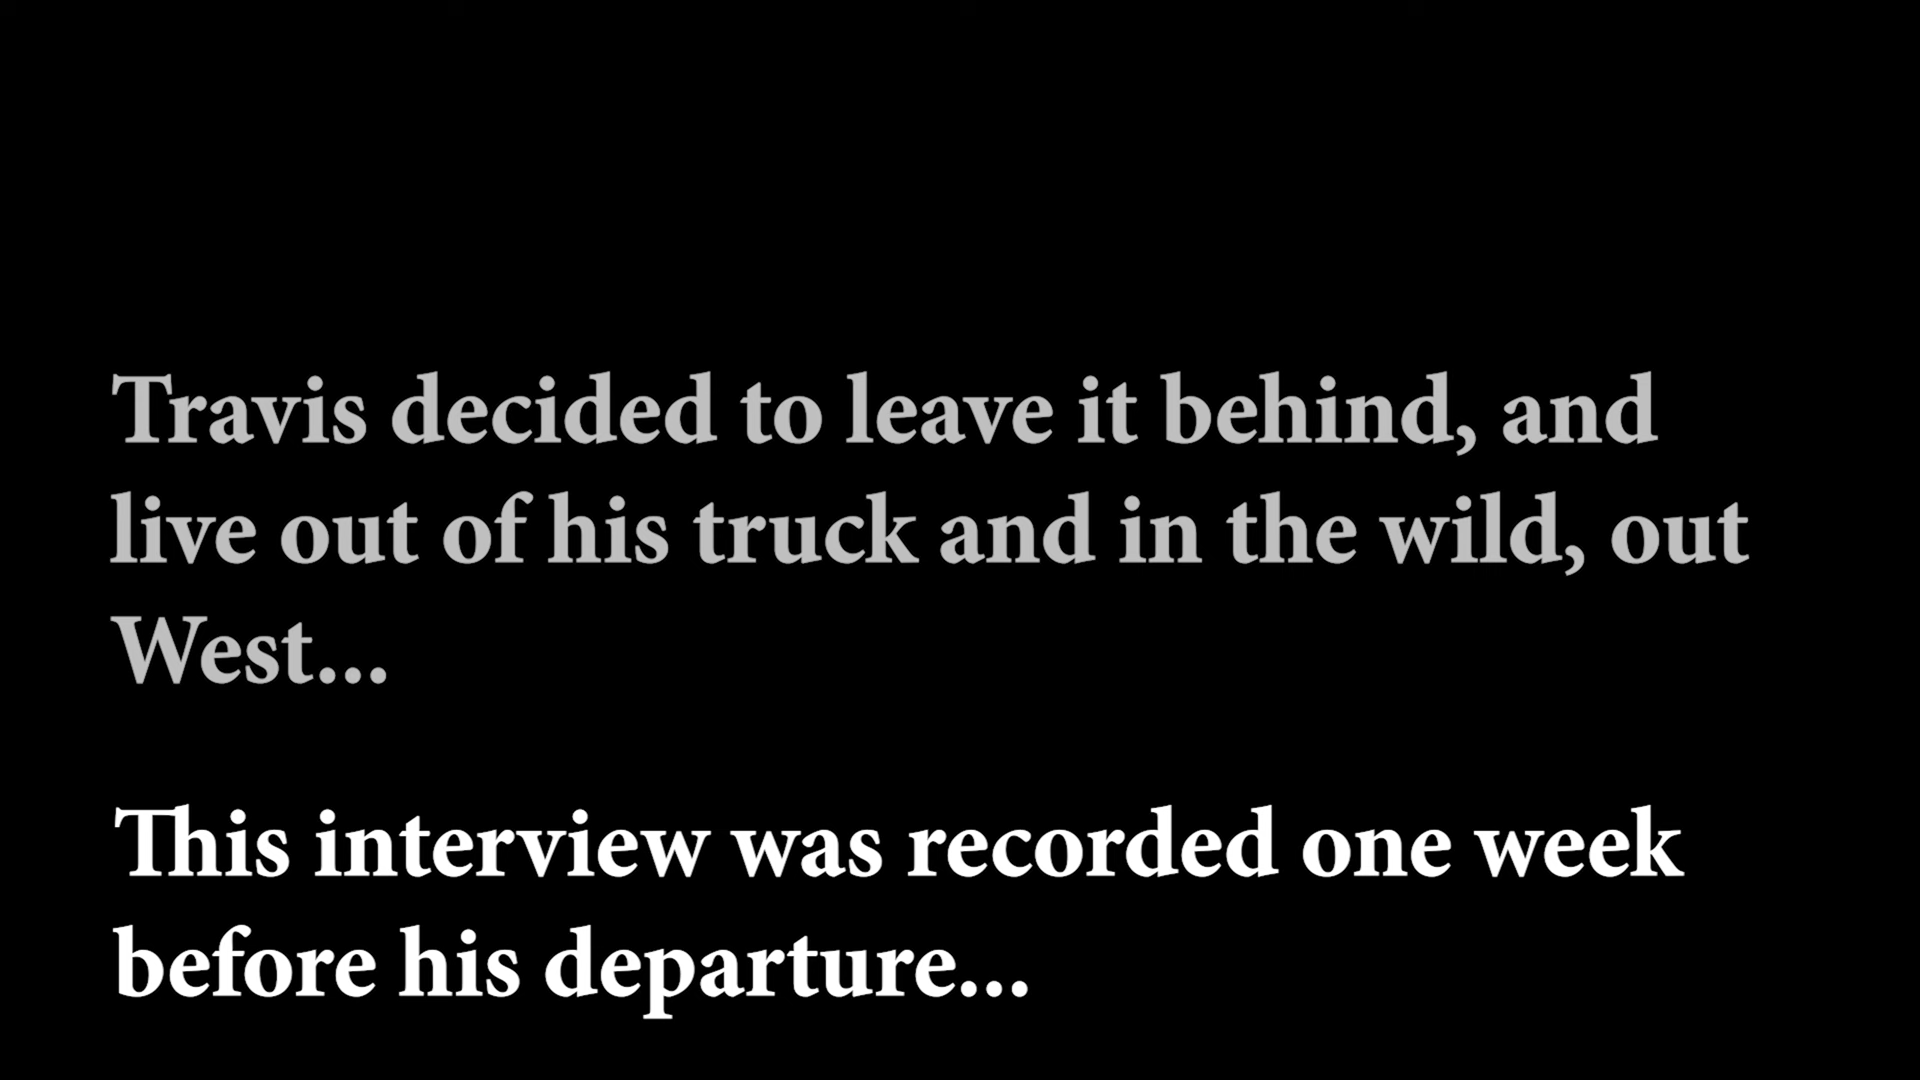 Travis decided to leave it behind, and
live out of his truck and in the wild, out
West...
This interview was recorded one week
before his departure...